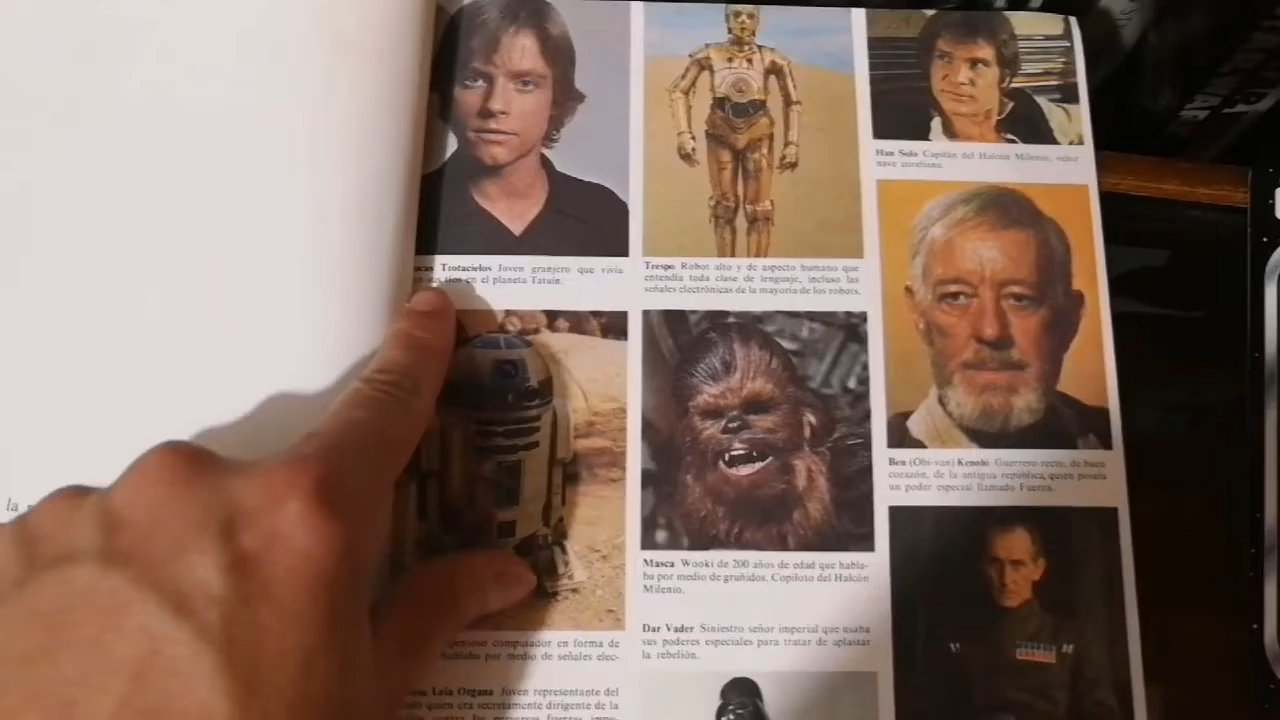 Trotacielos Joven granjero que vivia
sus tios en el planeta Tatuin.
computador en forma de
por medio de señales elec-
Leia Organa Joven representante del
quien era secretamente dirigente de la
Trespo Robot alto y de aspecto humano que
entendía toda clase de lenguaje, incluso las
señales electrónicas de la mayoría de los robots.
Masca Wooki de 200 años de edad que habla-
ba por medio de gruñidos. Copiloto del Halcón
Milenio.
Dar Vader Siniestro señor imperial que usaba
sus poderes especiales para tratar de aplastar
la rebelión.
Han Solo Capitán del Halcón Milenio, veloz
nave coreliana.
Ben (Obi-van) Kenobi Guerrero recto, de buen
corazón, de la antigua república, quien poseía
un poder especial llamado Fuerza.
la